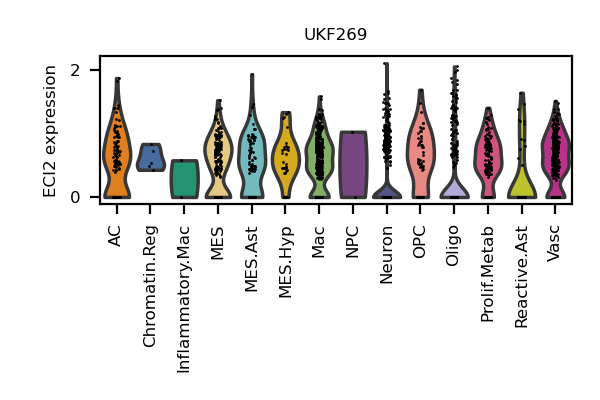 UKF269
ECI2 expression
2
0
AC
Chromatin.Reg
Inflammatory.Mac
MES
MES.Ast
MES.Hyp
Mac
NPC
Neuron
OPC
Oligo
Prolif.Metab
Reactive.Ast
Vasc